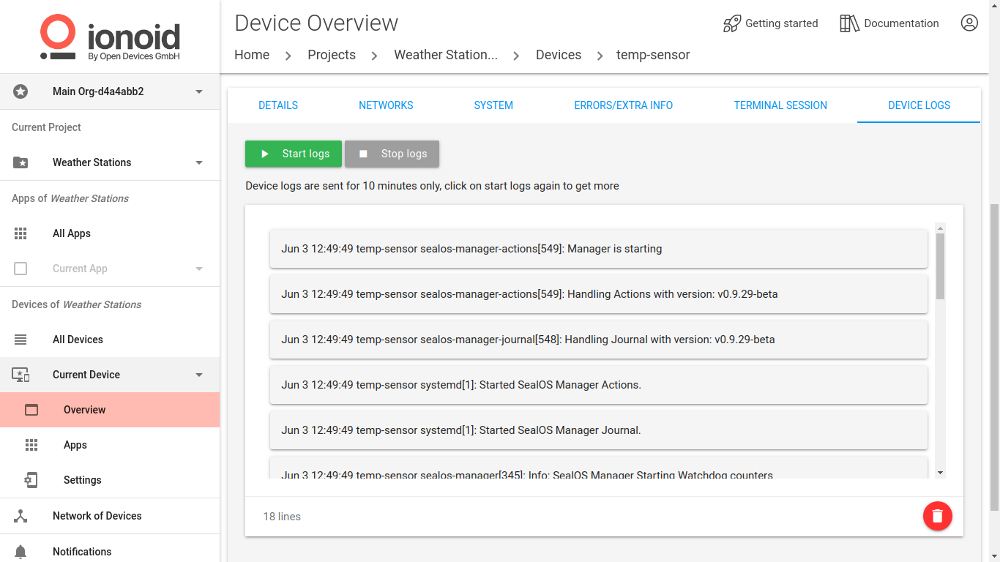 ionoid
By Open Devices GmbH
Main Org-d4a4abb2
Current Project
Weather Stations
Apps of Weather Stations
All Apps
Current App
Devices of Weather Stations
All Devices
Current Device
Overview
Apps
Settings
Network of Devices
Notifications
Device Overview
Getting started
Documentation
Home > Projects > Weather Station... > Devices > temp-sensor
DETAILS
NETWORKS
SYSTEM
ERRORS/EXTRA INFO
TERMINAL SESSION
DEVICE LOGS
Start logs
Stop logs
Device logs are sent for 10 minutes only, click on start logs again to get more
Jun 3 12:49:49 temp-sensor sealos-manager-actions[549]: Manager is starting
Jun 3 12:49:49 temp-sensor sealos-manager-actions[549]: Handling Actions with version: v0.9.29-beta
Jun 3 12:49:49 temp-sensor sealos-manager-journal[548]: Handling Journal with version: v0.9.29-beta
Jun 3 12:49:49 temp-sensor systemd[1]: Started SealOS Manager Actions.
Jun 3 12:49:49 temp-sensor systemd[1]: Started SealOS Manager Journal.
Jun 3 12:49:49 temp-sensor sealos-manager[345]: Info: SealOS Manager Starting Watchdog counters
18 lines